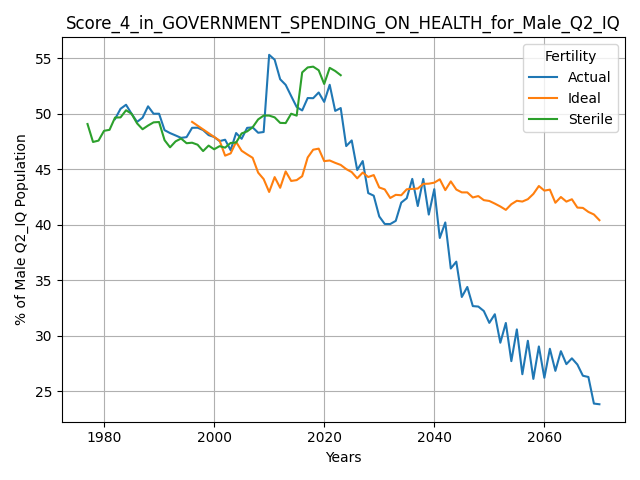 Score_4_in_GOVERNMENT_SPENDING_ON_HEALTH_for_Male_Q2_IQ
Fertility
Actual
Ideal
Sterile
% of Male Q2_IQ Population
55
50
45
40
35
30
25
1980
2000
2020
2040
2060
Years